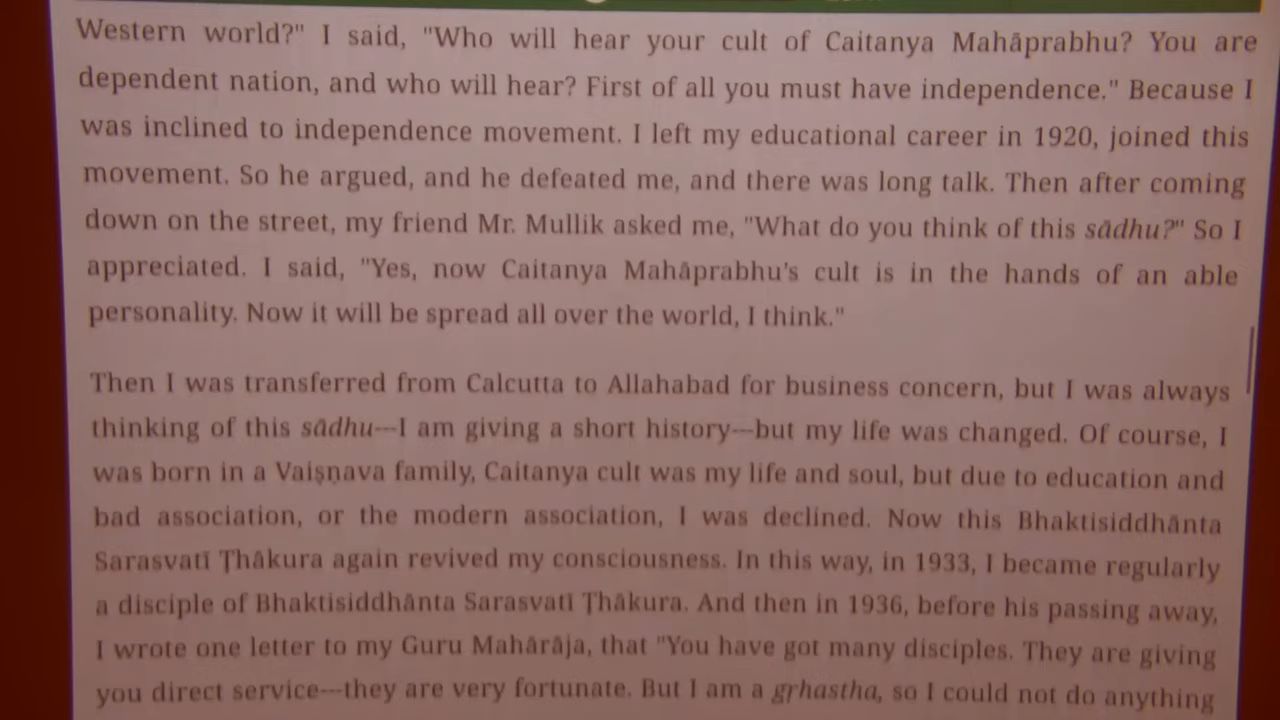 Western world?" I said, "Who will hear your cult of Caitanya Mahāprabhu? You are
dependent nation, and who will hear? First of all you must have independence." Because I
was inclined to independence movement. I left my educational career in 1920, joined this
movement. So he argued, and he defeated me, and there was long talk. Then after coming
down on the street, my friend Mr. Mullik asked me, "What do you think of this sādhu?" So I
appreciated. I said, "Yes, now Caitanya Mahāprabhu's cult is in the hands of an able
personality. Now it will be spread all over the world, I think."
Then I was transferred from Calcutta to Allahabad for business concern, but I was always
thinking of this sādhu---I am giving a short history---but my life was changed. Of course, I
was born in a Vaiṣṇava family, Caitanya cult was my life and soul, but due to education and
bad association, or the modern association, I was declined. Now this Bhaktisiddhānta
Sarasvatī Ṭhākura again revived my consciousness. In this way, in 1933, I became regularly
a disciple of Bhaktisiddhānta Sarasvatī Ṭhākura. And then in 1936, before his passing away,
I wrote one letter to my Guru Mahārāja, that "You have got many disciples. They are giving
you direct service---they are very fortunate. But I am a gṛhastha, so I could not do anything